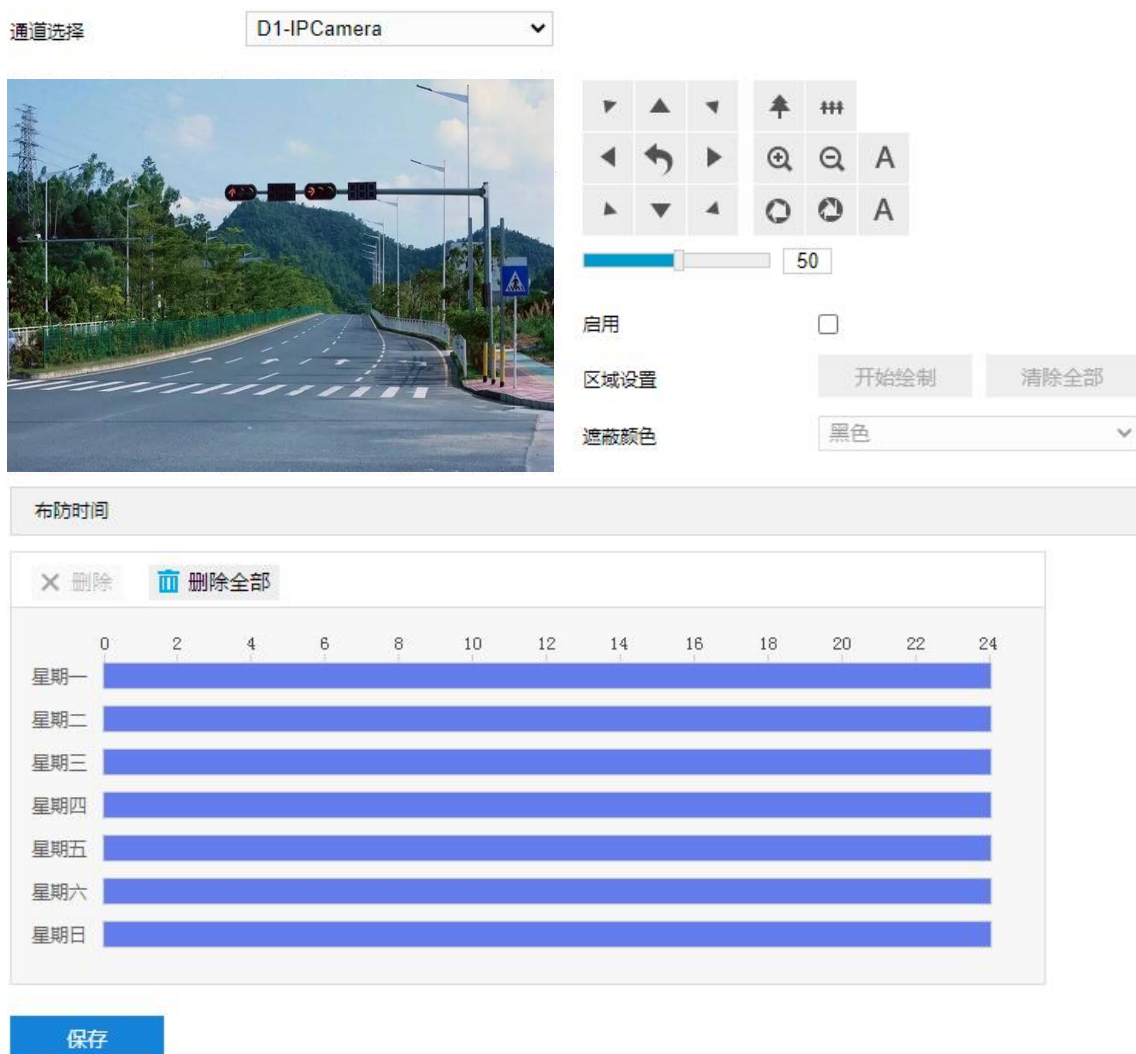 通道选择 D1-IPCamera
A
A
50
启用
区域设置 开始绘制 清除全部
遮蔽颜色 黑色
布防时间
删除 删除全部
0 2 4 6 8 10 12 14 16 18 20 22 24
星期一
星期二
星期三
星期四
星期五
星期六
星期日
保存